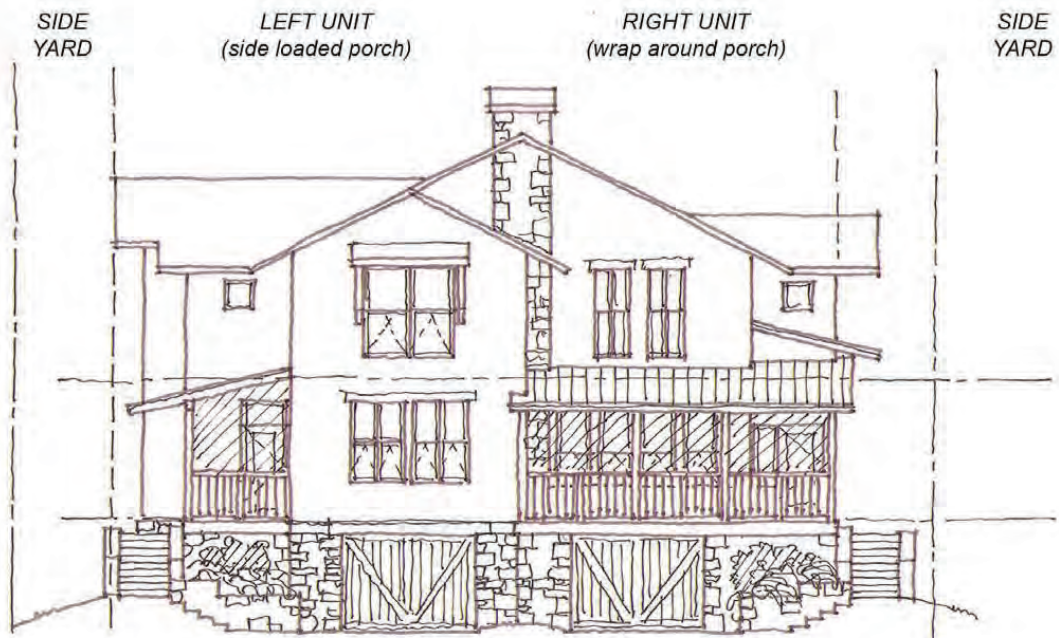 SIDE
YARD
LEFT UNIT
(side loaded porch)
RIGHT UNIT
(wrap around porch)
SIDE
YARD